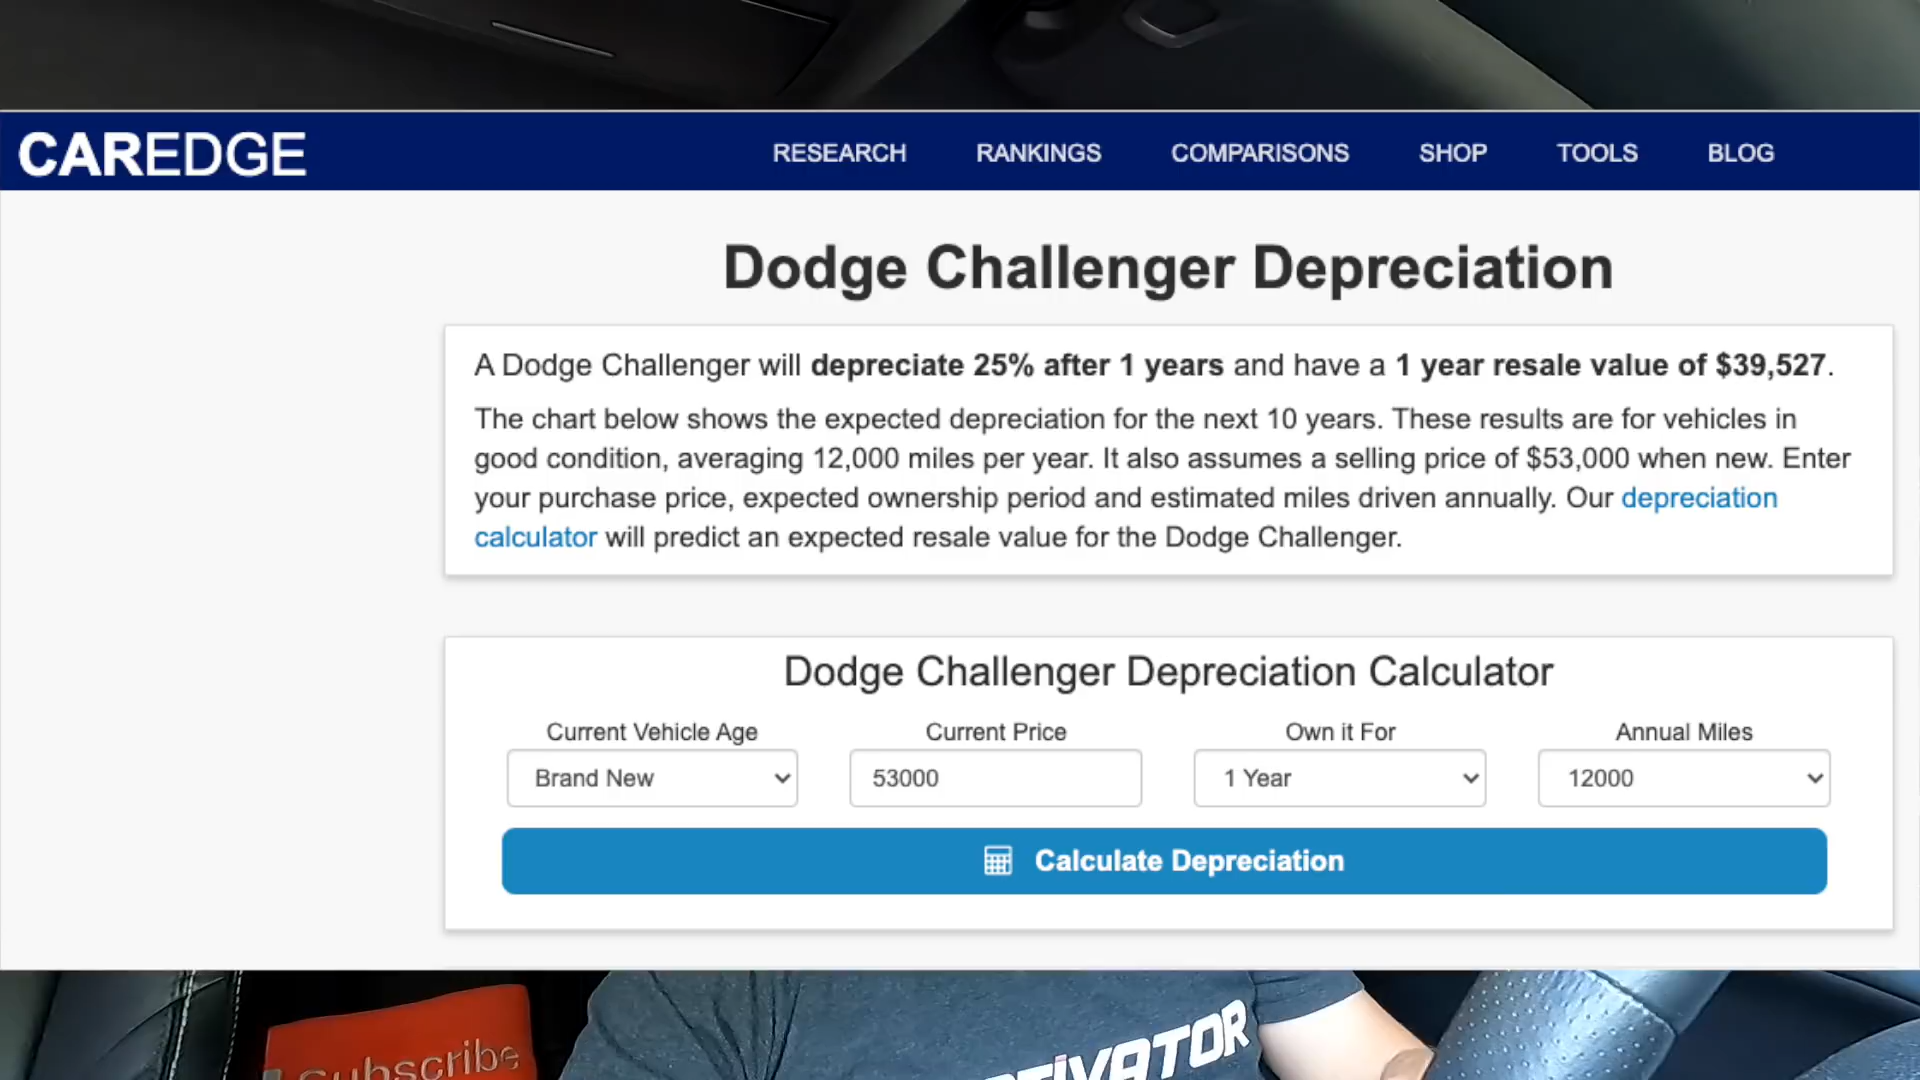 CAREDGE
RESEARCH RANKINGS COMPARISONS SHOP TOOLS BLOG
Dodge Challenger Depreciation
A Dodge Challenger will depreciate 25% after 1 years and have a 1 year resale value of $39,527.
The chart below shows the expected depreciation for the next 10 years. These results are for vehicles in
good condition, averaging 12,000 miles per year. It also assumes a selling price of $53,000 when new. Enter
your purchase price, expected ownership period and estimated miles driven annually. Our depreciation
calculator will predict an expected resale value for the Dodge Challenger.
Dodge Challenger Depreciation Calculator
Current Vehicle Age Current Price Own it For Annual Miles
Brand New 53000 1 Year 12000
Calculate Depreciation
Subscribe